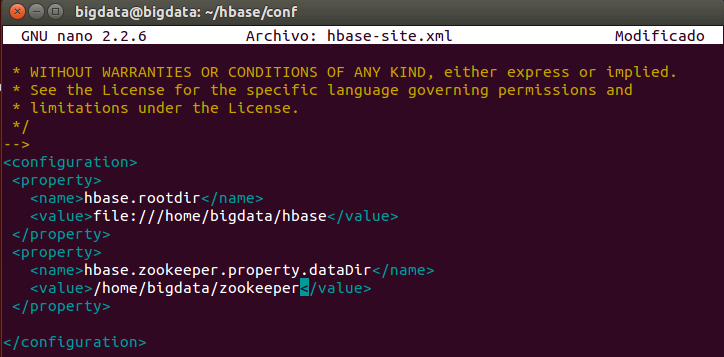 bigdata@bigdata: ~/hbase/conf
GNU nano 2.2.6 Archivo: hbase-site.xml Modificado
* WITHOUT WARRANTIES OR CONDITIONS OF ANY KIND, either express or implied.
* See the License for the specific language governing permissions and
* limitations under the License.
*/
-->
<configuration>
<property>
<name>hbase.rootdir</name>
<value>file:///home/bigdata/hbase</value>
</property>
<property>
<name>hbase.zookeeper.property.dataDir</name>
<value>/home/bigdata/zookeeper</value>
</property>
</configuration>